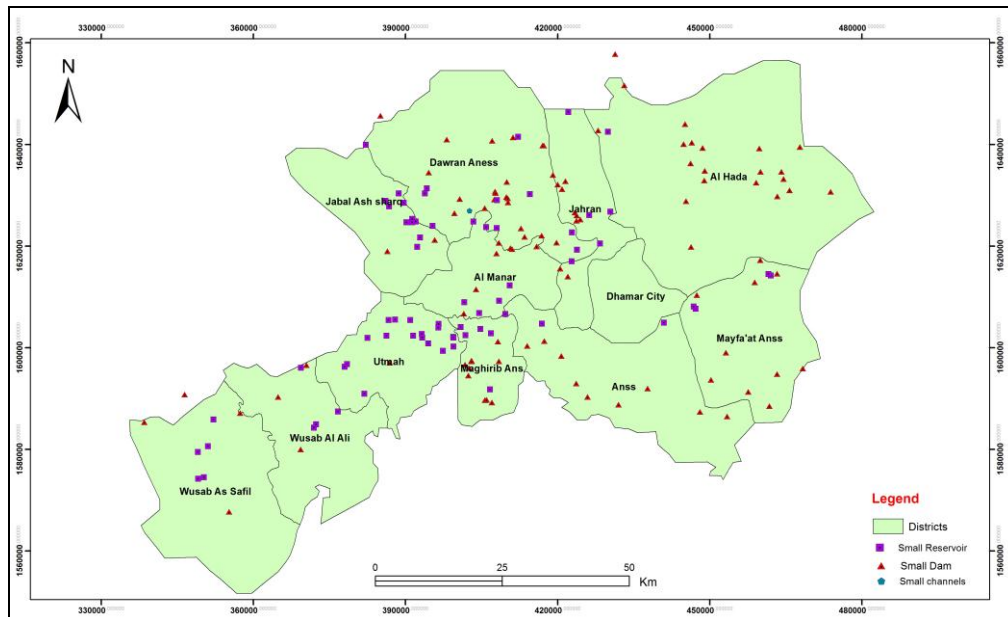 330000 360000 390000 420000 450000 480000
1660000 1660000
N
1640000 1640000
Dawran Aness
Al Hada
Jabal Ash sharq
Jahran
1620000 1620000
Al Manar
Dhamar City
Mayfa'at Anss
1600000 1600000
Utmah
Maghirib Ans
Anss
Wusab Al Ali
1580000 1580000
Wusab As Safil
Legend
Districts
Small Reservoir
Small Dam
Small channels
0 25 50
Km
1560000 1560000
330000 360000 390000 420000 450000 480000